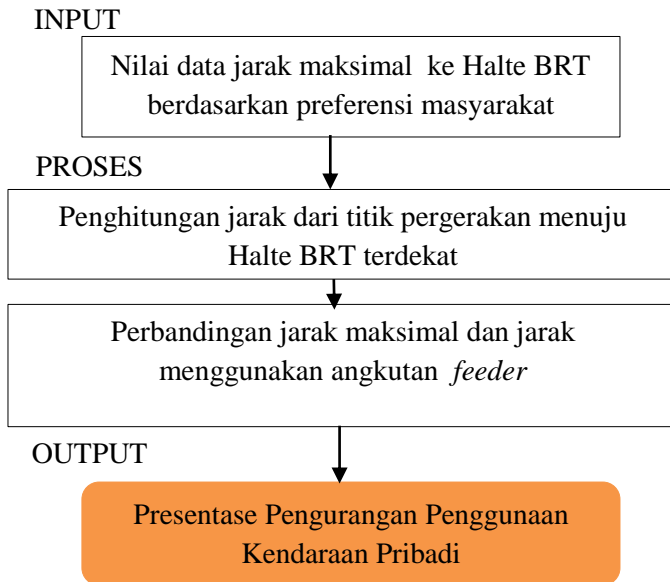 INPUT
Nilai data jarak maksimal ke Halte BRT
berdasarkan preferensi masyarakat
PROSES
Penghitungan jarak dari titik pergerakan menuju
Halte BRT terdekat
Perbandingan jarak maksimal dan jarak
menggunakan angkutan feeder
OUTPUT
Presentase Pengurangan Penggunaan
Kendaraan Pribadi